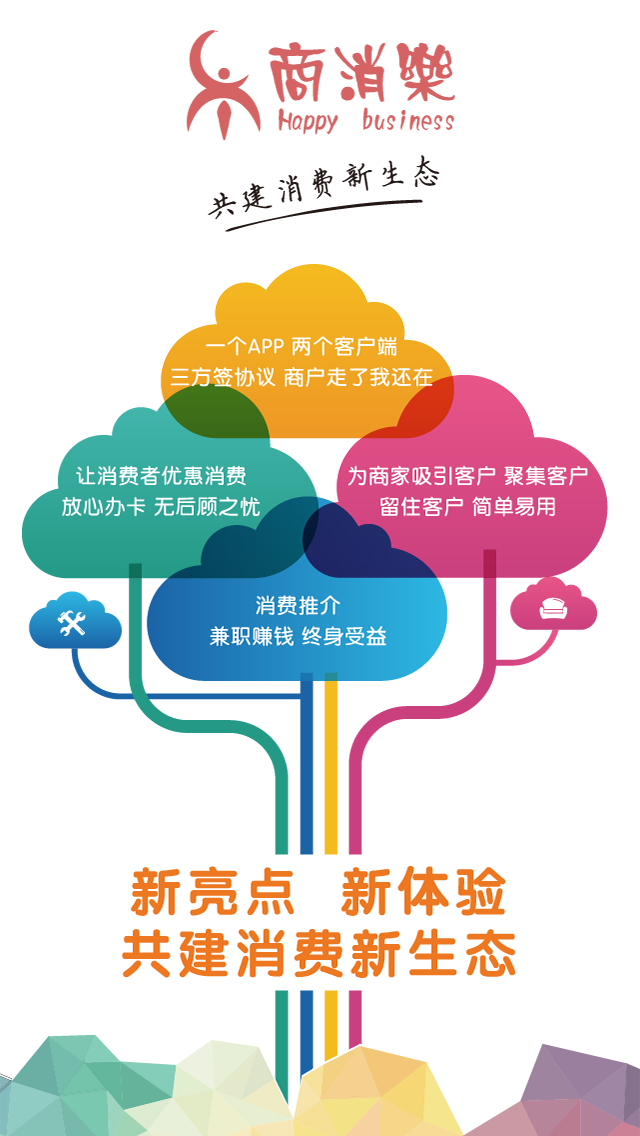 商消樂
Happy business
共建消费新生态
一个APP 两个客户端
三方签协议 商户走了我还在
让消费者优惠消费
放心办卡 无后顾之忧
为商家吸引客户 聚集客户
留住客户 简单易用
消费推介
兼职赚钱 终身受益
新亮点 新体验
共建消费新生态